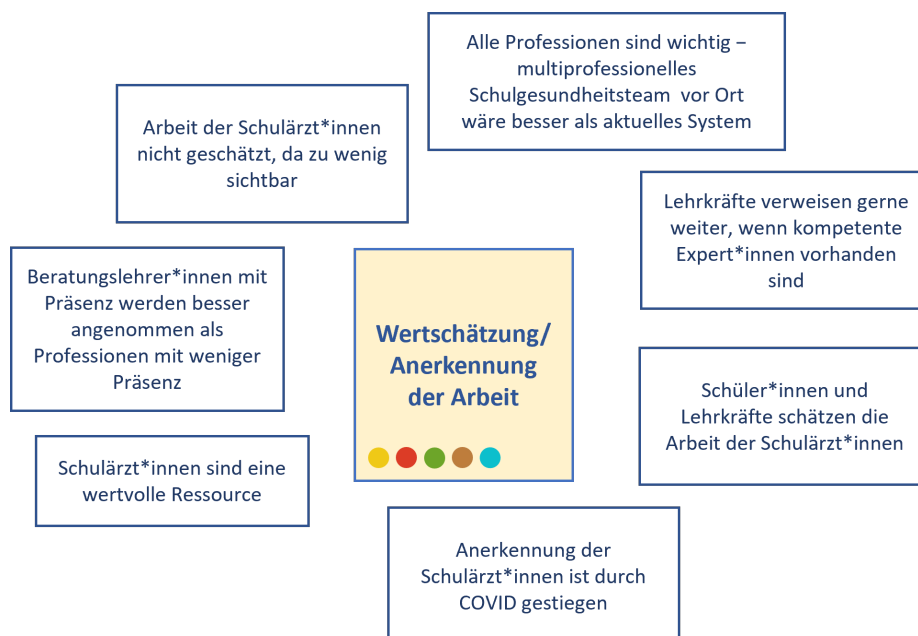 Alle Professionen sind wichtig –
multiprofessionelles
Schulgesundheitsteam vor Ort
wäre besser als aktuelles System
Arbeit der Schulärzt*innen
nicht geschätzt, da zu wenig
sichtbar
Lehrkräfte verweisen gerne
weiter, wenn kompetente
Expert*innen vorhanden
sind
Beratungslehrer*innen mit
Präsenz werden besser
angenommen als
Professionen mit weniger
Präsenz
Wertschätzung/
Anerkennung
der Arbeit
Schüler*innen und
Lehrkräfte schätzen die
Arbeit der Schulärzt*innen
Schulärzt*innen sind eine
wertvolle Ressource
Anerkennung der
Schulärzt*innen ist durch
COVID gestiegen